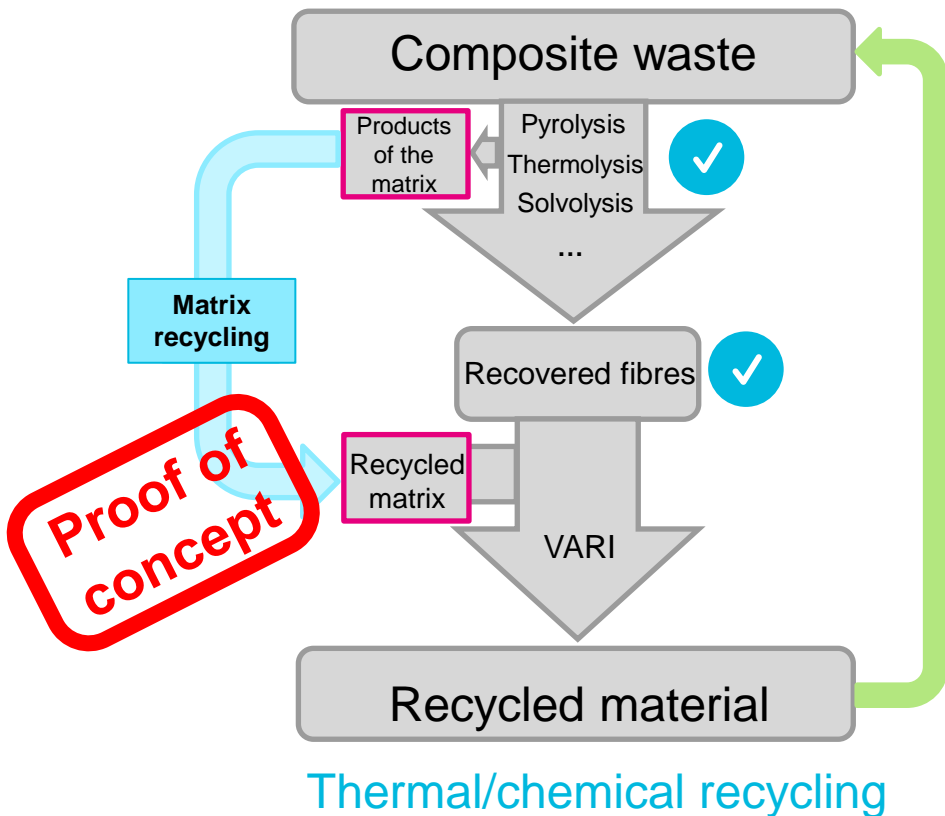 Composite waste
Products
of the
matrix
Pyrolysis
Thermolysis
Solvolysis
...
Matrix
recycling
Recovered fibres
Proof of
concept
Recycled
matrix
VARI
Recycled material
Thermal/chemical recycling